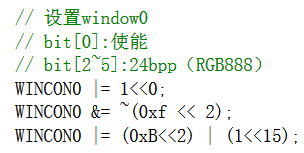 // 设置window0
// bit[0]:使能
// bit[2~5]:24bpp（RGB888）
WINCON0 |= 1<<0;
WINCON0 &= ~(0xf << 2);
WINCON0 |= (0xB<<2) | (1<<15);